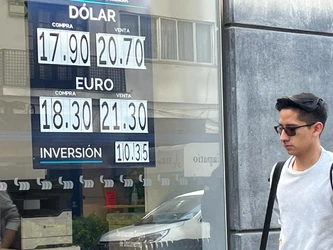 DÓLAR
COMPRA VENTA
17.90 20.70
EURO
COMPRA VENTA
18.30 21.30
INVERSIÓN 10.35